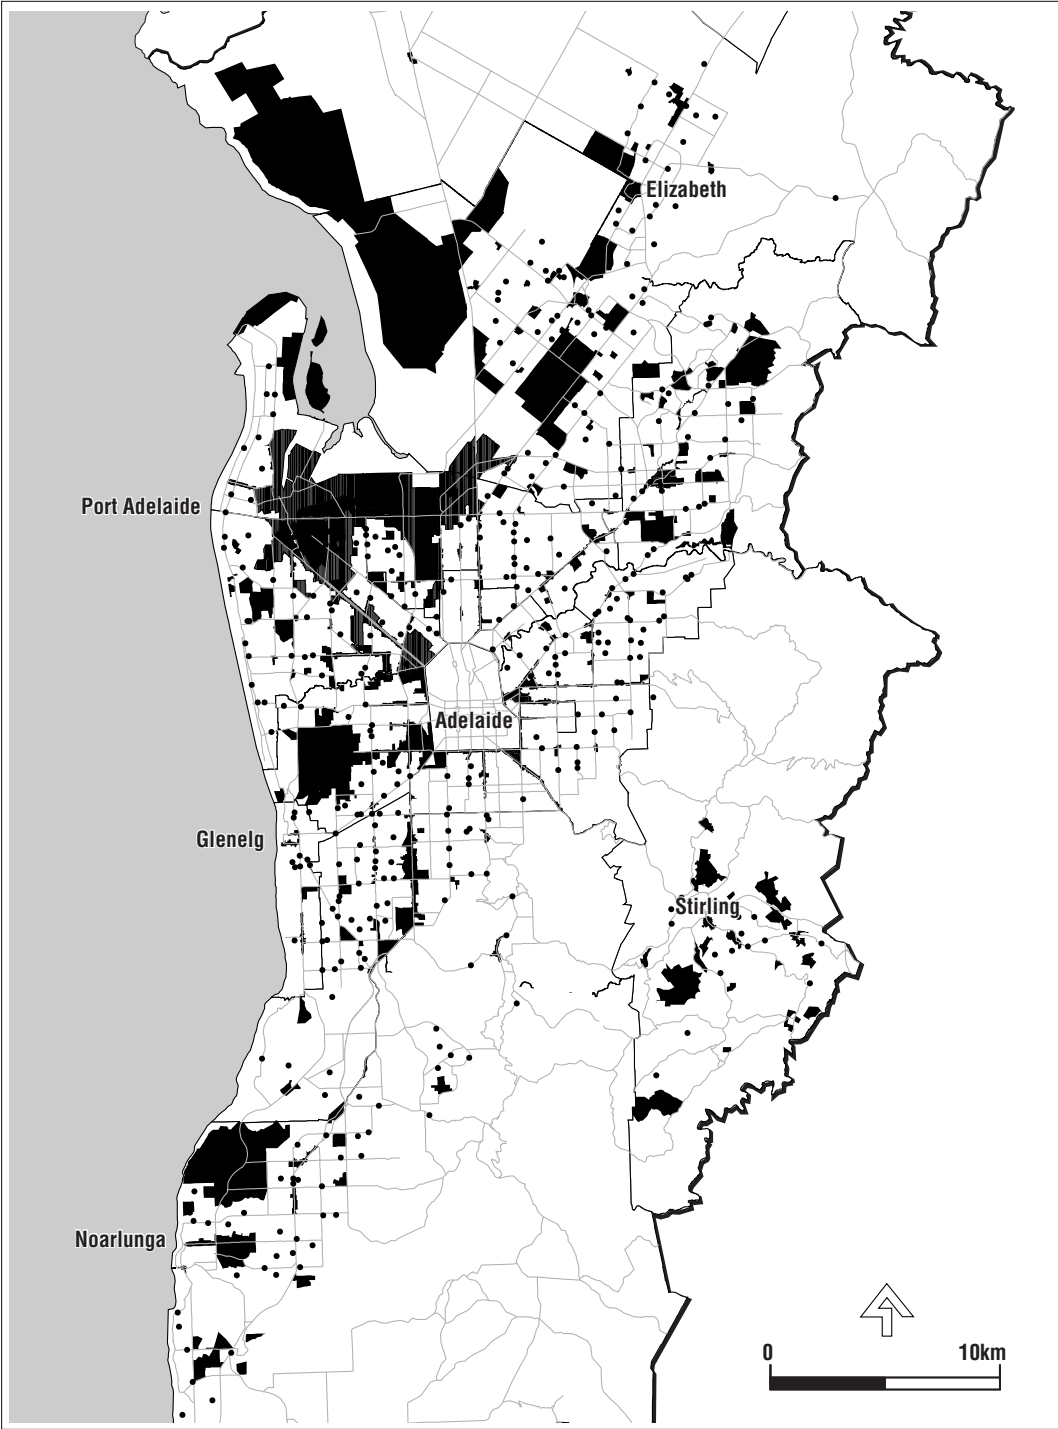 Elizabeth
Port Adelaide
Adelaide
Glenelg
Stirling
Noarlunga
0 10km